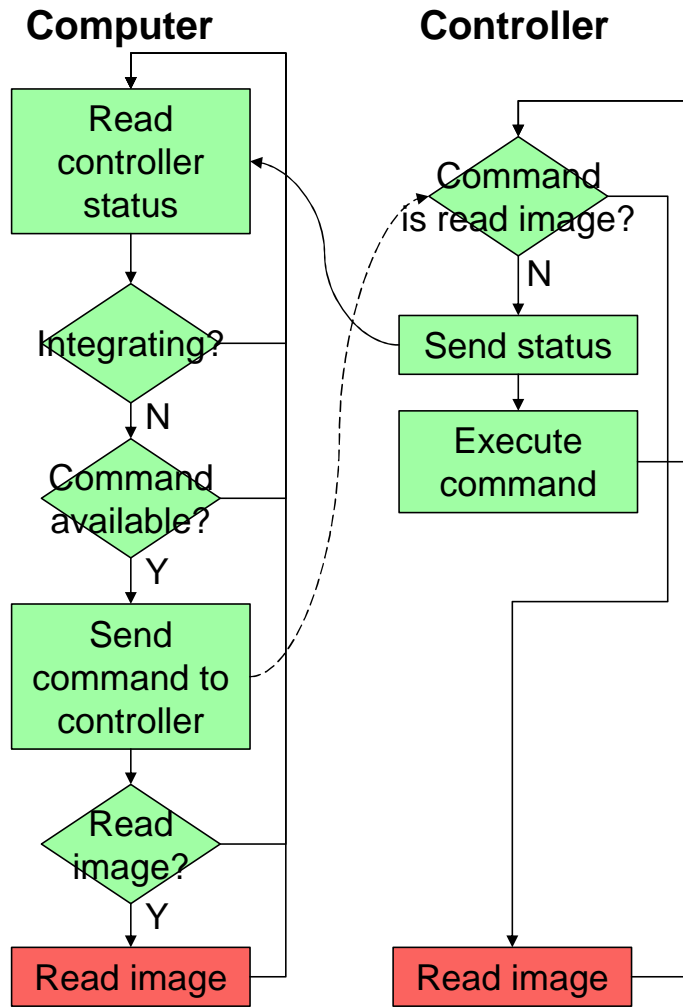 Computer
Read
controller
status
Integrating?
N
Command
available?
Y
Send
command to
controller
Read
image?
Y
Read image
Controller
Command
is read image?
N
Send status
Execute
command
Read image